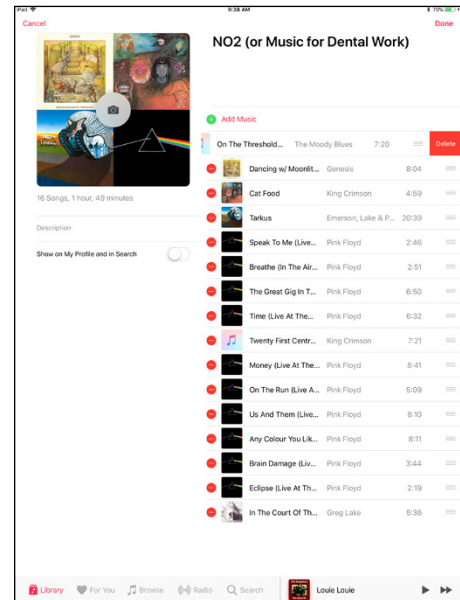 iPad 9:38 AM 70%
Cancel Done
NO2 (or Music for Dental Work)
16 Songs, 1 hour, 49 minutes
Description
Show on My Profile and in Search
Add Music
On The Threshold... The Moody Blues 7:20 Delete
Dancing w/ Moonlit... Genesis 8:04
Cat Food King Crimson 4:59
Tarkus Emerson, Lake & P... 20:39
Speak To Me (Live... Pink Floyd 2:46
Breathe (In The Air... Pink Floyd 2:51
The Great Gig In T... Pink Floyd 6:50
Time (Live At The... Pink Floyd 6:32
Twenty First Centr... King Crimson 7:21
Money (Live At The... Pink Floyd 8:41
On The Run (Live A... Pink Floyd 5:09
Us And Them (Live... Pink Floyd 8:10
Any Colour You Lik... Pink Floyd 8:11
Brain Damage (Liv... Pink Floyd 3:44
Eclipse (Live At Th... Pink Floyd 2:19
In The Court Of Th... Greg Lake 5:36
Library For You Browse Radio Search Louie Louie